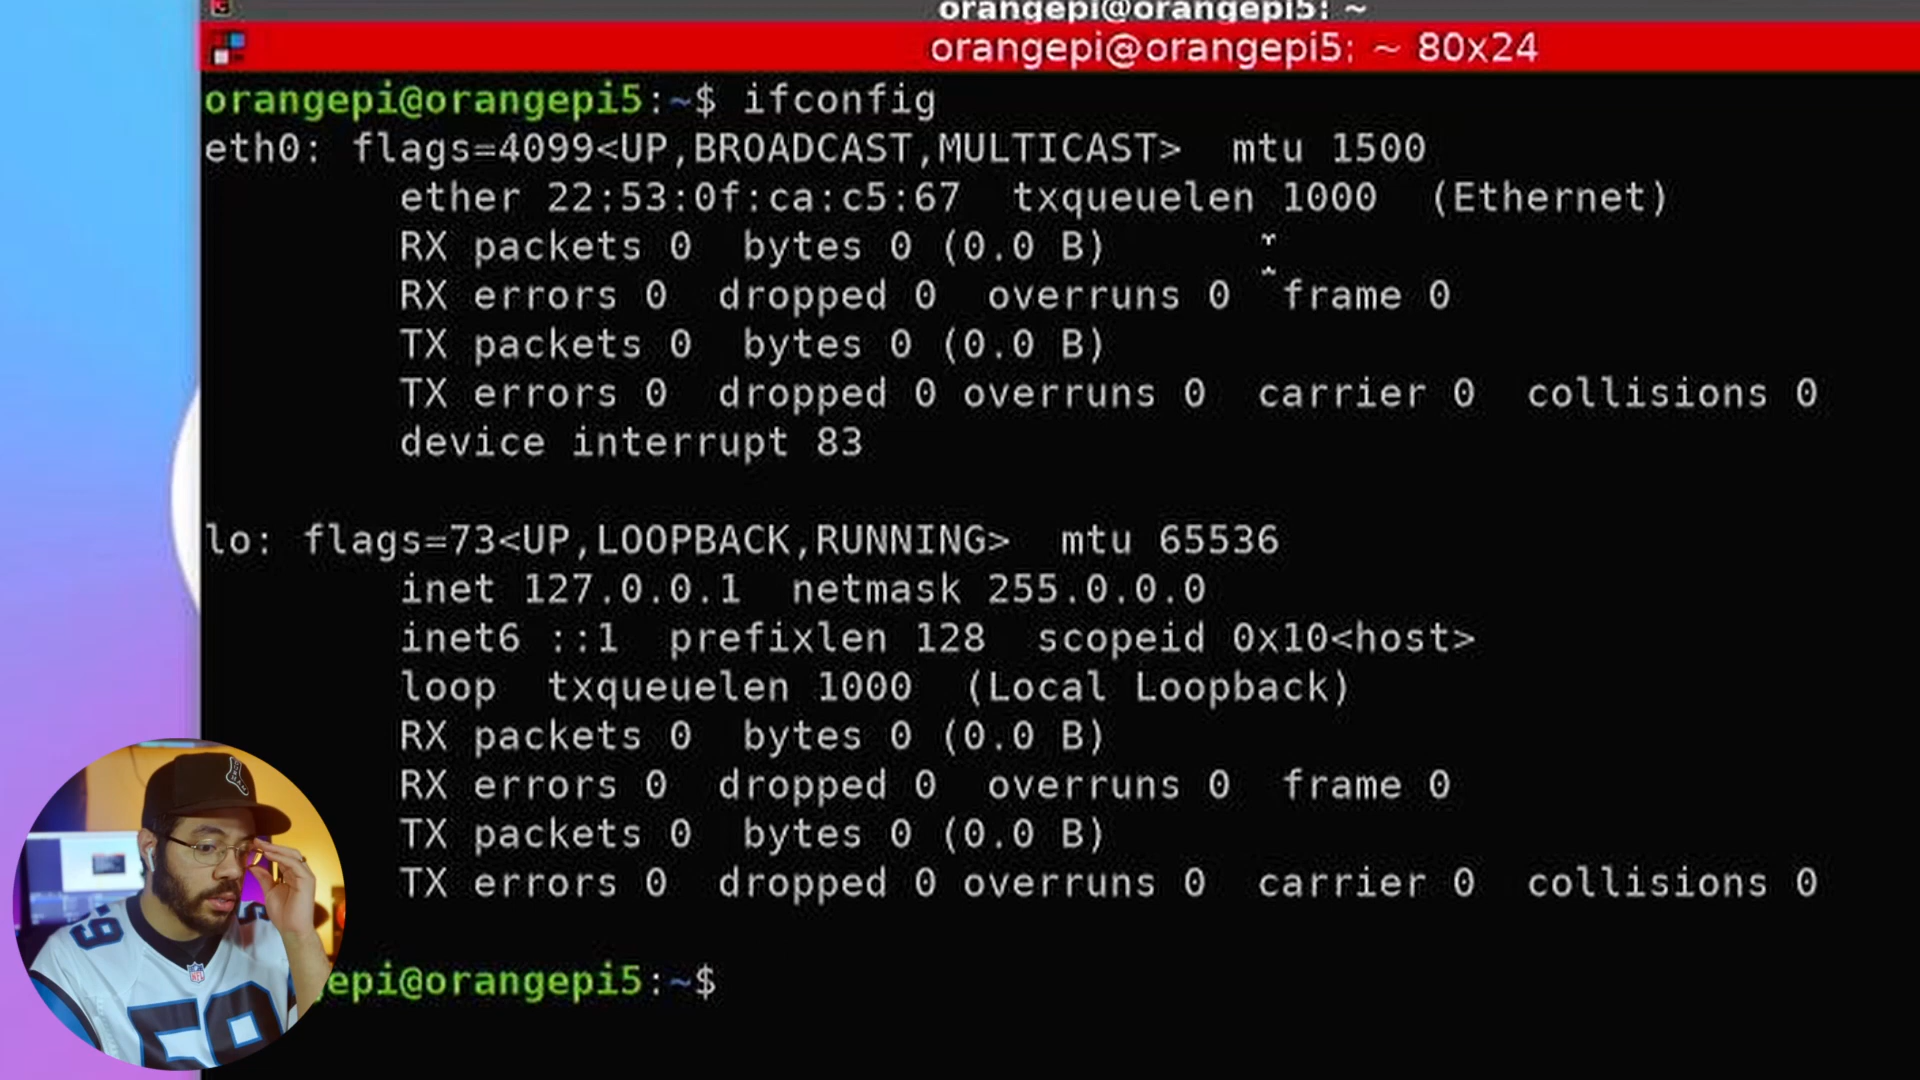 orangepi@orangepi5: ~
orangepi@orangepi5: ~ 80x24
orangepi@orangepi5:~$ ifconfig
eth0: flags=4099<UP,BROADCAST,MULTICAST>  mtu 1500
        ether 22:53:0f:ca:c5:67  txqueuelen 1000  (Ethernet)
        RX packets 0  bytes 0 (0.0 B)
        RX errors 0  dropped 0  overruns 0  frame 0
        TX packets 0  bytes 0 (0.0 B)
        TX errors 0  dropped 0 overruns 0  carrier 0  collisions 0
        device interrupt 83
lo: flags=73<UP,LOOPBACK,RUNNING>  mtu 65536
        inet 127.0.0.1  netmask 255.0.0.0
        inet6 ::1  prefixlen 128  scopeid 0x10<host>
        loop  txqueuelen 1000  (Local Loopback)
        RX packets 0  bytes 0 (0.0 B)
        RX errors 0  dropped 0  overruns 0  frame 0
        TX packets 0  bytes 0 (0.0 B)
        TX errors 0  dropped 0 overruns 0  carrier 0  collisions 0
epi@orangepi5:~$
59
NFL
59